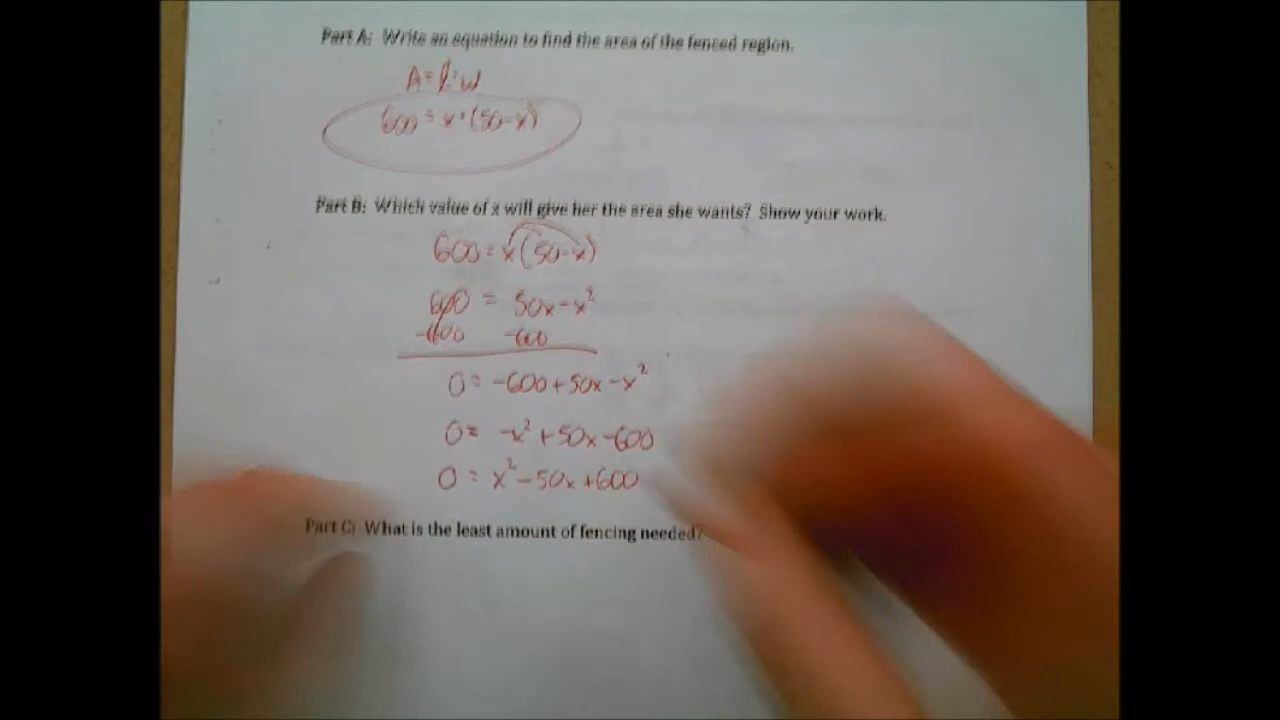 Part A: Write an equation to find the area of the fenced region.
A = l·w
600 = x·(50-x)
Part B: Which value of x will give her the area she wants? Show your work.
600 = x(50-x)
600 = 50x-x²
-600 -600
0 = -600+50x-x²
0 = -x²+50x-600
0 = x²-50x+600
Part C: What is the least amount of fencing needed?